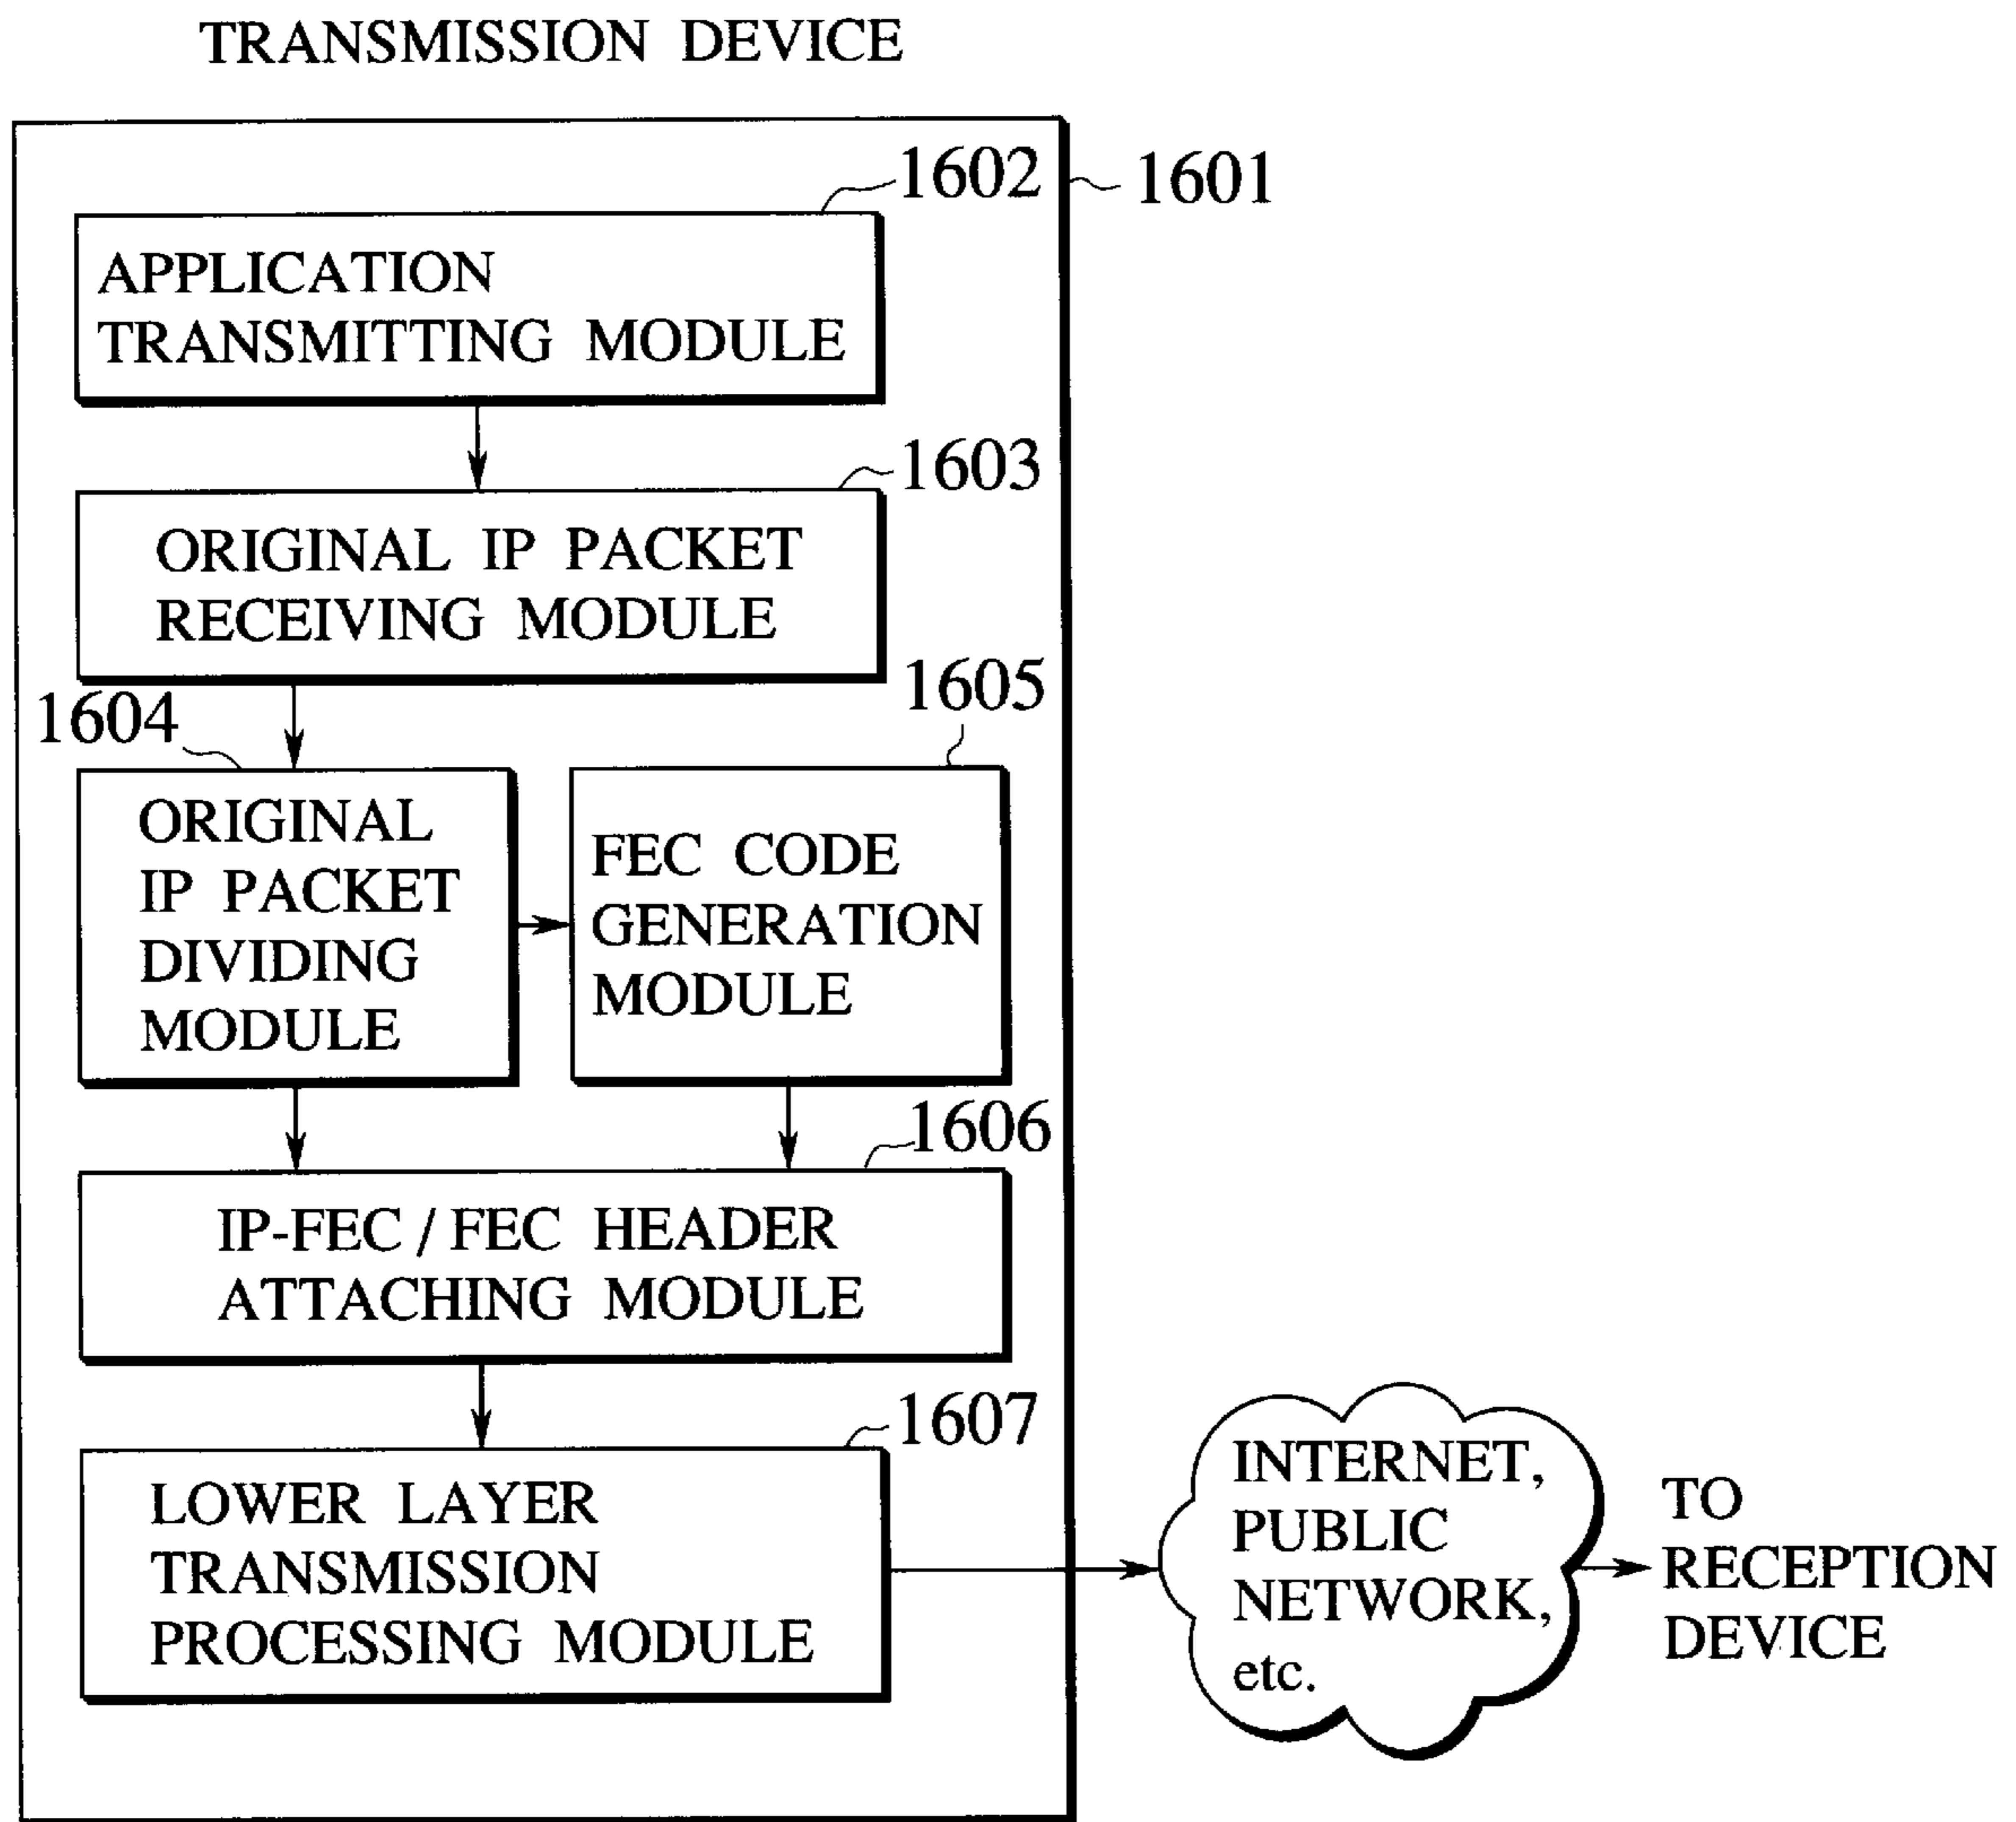 TRANSMISSION DEVICE
1602
1601
APPLICATION
TRANSMITTING MODULE
1603
ORIGINAL IP PACKET
RECEIVING MODULE
1604
1605
ORIGINAL
IP PACKET
DIVIDING
MODULE
FEC CODE
GENERATION
MODULE
1606
IP-FEC / FEC HEADER
ATTACHING MODULE
1607
LOWER LAYER
TRANSMISSION
PROCESSING MODULE
INTERNET,
PUBLIC
NETWORK,
etc.
TO
RECEPTION
DEVICE